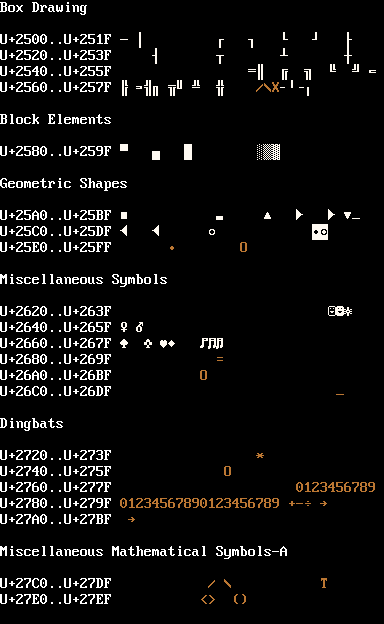 Box Drawing
U+2500..U+251F ─ │ ┌ ┐ └ ┘ ├
U+2520..U+253F ┤ ┬ ┴ ┼
U+2540..U+255F ═║ ╔ ╗ ╚ ╝ ╞
U+2560..U+257F ╠ ╣ ╦ ╩ ╬ ╱╲╳
Block Elements
U+2580..U+259F ▀ ▄ █ ░▒▓
Geometric Shapes
U+25A0..U+25BF ■ ▬ ▲ ► ▼
U+25C0..U+25DF ◄ ○ ◘◙
U+25E0..U+25FF
Miscellaneous Symbols
U+2620..U+263F ☺☻☼
U+2640..U+265F ♀ ♂
U+2660..U+267F ♠ ♣ ♥♦ ♪♫
U+2680..U+269F =
U+26A0..U+26BF O
U+26C0..U+26DF _
Dingbats
U+2720..U+273F *
U+2740..U+275F O
U+2760..U+277F 0123456789
U+2780..U+279F 01234567890123456789 +−÷ →
U+27A0..U+27BF →
Miscellaneous Mathematical Symbols-A
U+27C0..U+27DF / \ T
U+27E0..U+27EF <> ()